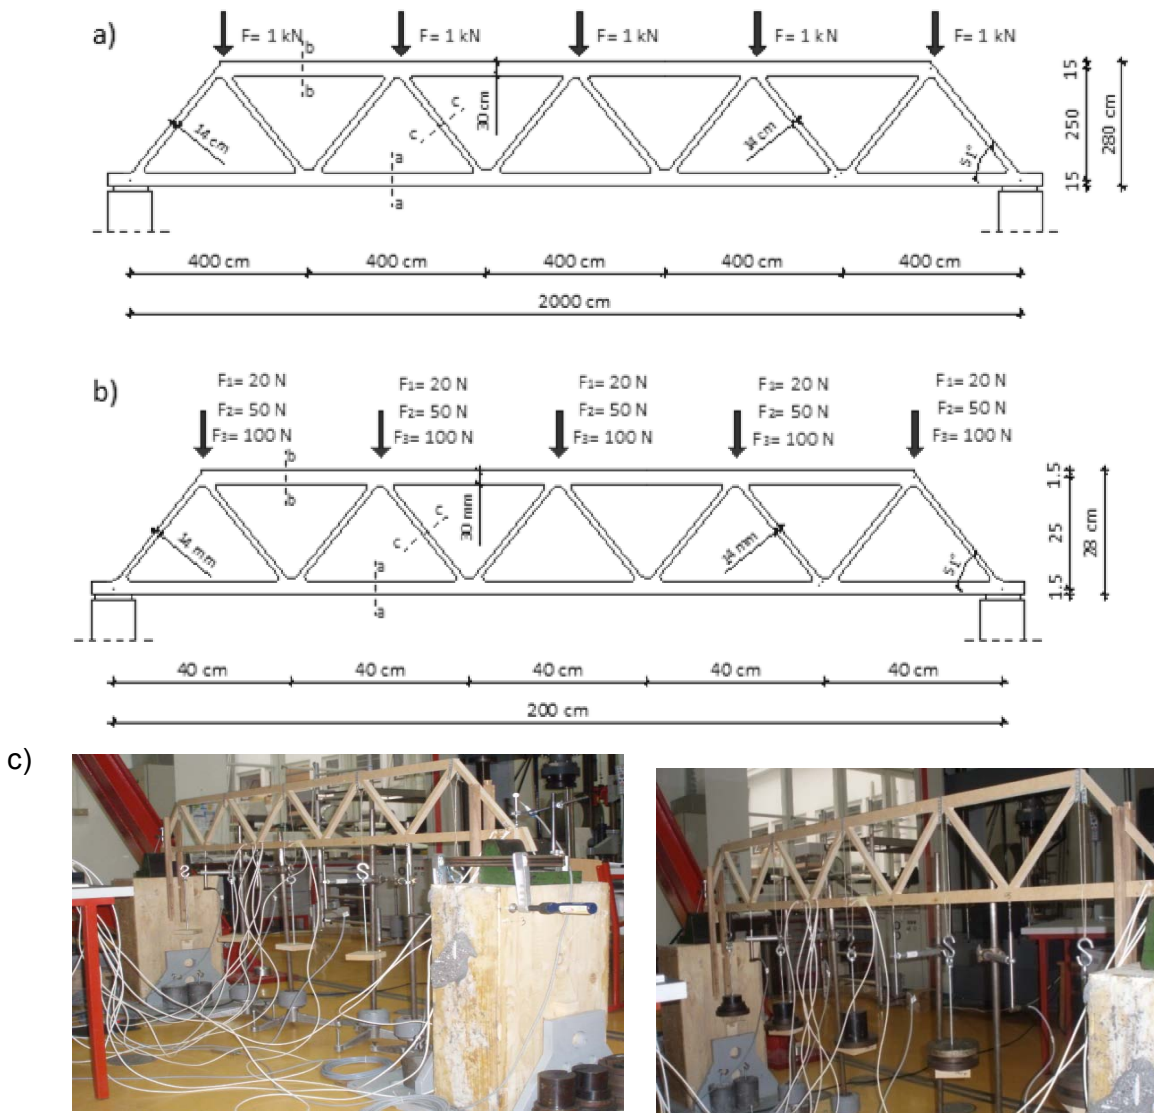 a)
F= 1 kN F= 1 kN F= 1 kN F= 1 kN F= 1 kN
b
b
c
c
a
a
14 cm
30 cm
14 cm
51°
15
250
15
280 cm
400 cm 400 cm 400 cm 400 cm 400 cm
2000 cm
b)
F1= 20 N F1= 20 N F1= 20 N F1= 20 N F1= 20 N
F2= 50 N F2= 50 N F2= 50 N F2= 50 N F2= 50 N
F3= 100 N F3= 100 N F3= 100 N F3= 100 N F3= 100 N
b
b
c
c
a
a
14 mm
30 mm
14 mm
51°
1.5
25
1.5
28 cm
40 cm 40 cm 40 cm 40 cm 40 cm
200 cm
c)